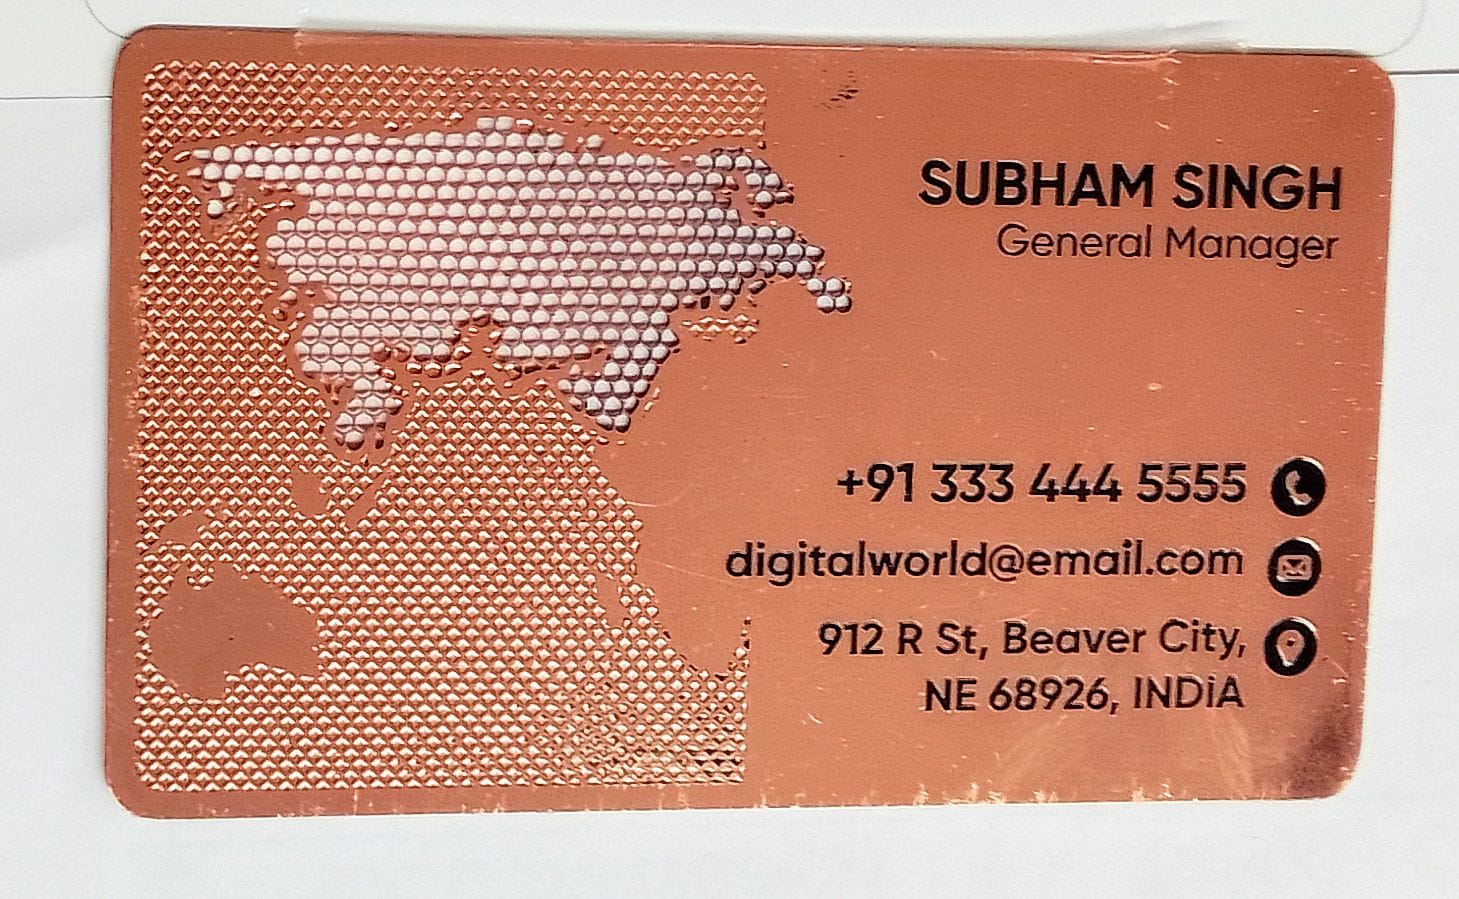 SUBHAM SINGH
General Manager
+91 333 444 5555
digitalworld@email.com
912 R St, Beaver City,
NE 68926, INDiA